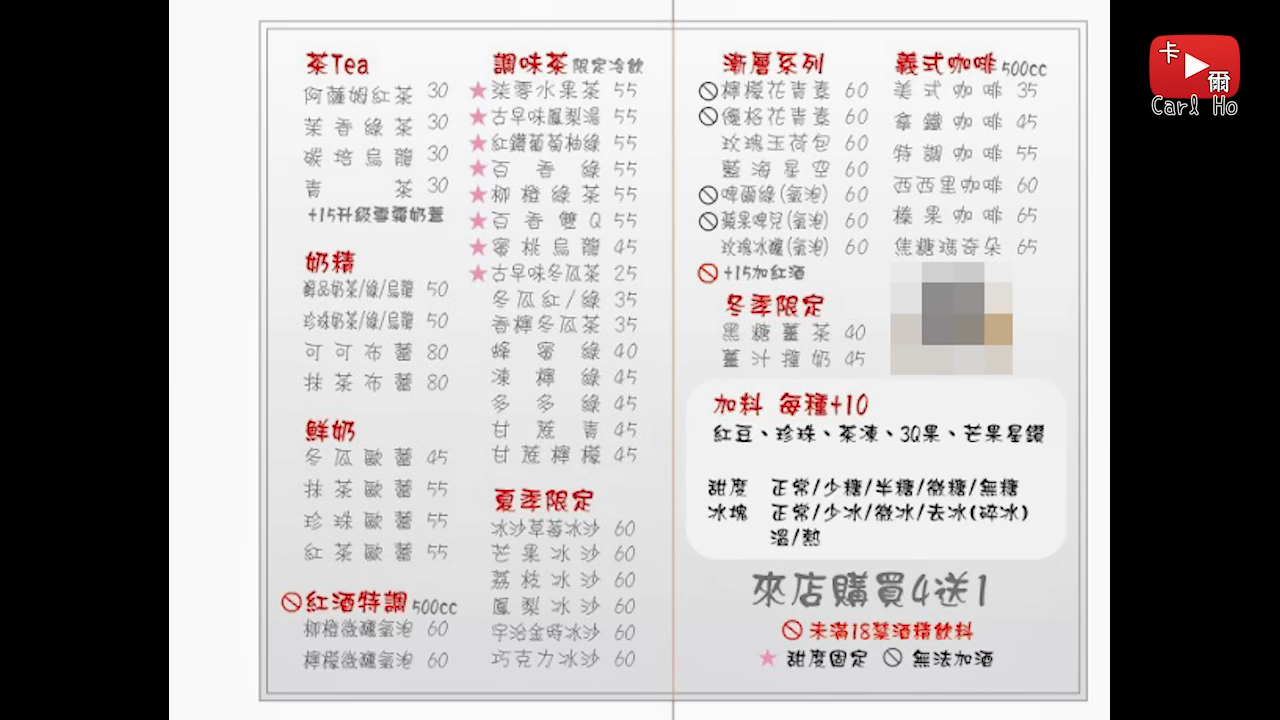 茶Tea
阿薩姆紅茶 30
茉香綠茶 30
碳培烏龍 30
青茶 30
+15升級雪霜奶蓋
奶精
鮮品奶茶/綠/烏龍 50
珍珠奶茶/綠/烏龍 50
可可布蕾 80
抹茶布蕾 80
鮮奶
冬瓜歐蕾 45
抹茶歐蕾 55
珍珠歐蕾 55
紅茶歐蕾 55
紅酒特調 500cc
柳橙微醺氣泡 60
檸檬微醺氣泡 60
調味茶 限定冷飲
★柒零水果茶 55
★古早味鳳梨湯 55
★紅鑽葡萄柚綠 55
★百香綠 55
★柳橙綠茶 55
★百香雙Q 55
★蜜桃烏龍 45
★古早味冬瓜茶 25
冬瓜紅/綠 35
香檸冬瓜茶 35
蜂蜜綠 40
凍檸綠 45
多多綠 45
甘蔗青 45
甘蔗檸檬 45
夏季限定
冰沙草莓冰沙 60
芒果冰沙 60
荔枝冰沙 60
鳳梨冰沙 60
宇治金時冰沙 60
巧克力冰沙 60
漸層系列
檸檬花青素 60
優格花青素 60
玫瑰玉荷包 60
藍海星空 60
啤爾綠(氣泡) 60
蘋果啤兒(氣泡) 60
玫瑰冰釀(氣泡) 60
+15加紅酒
冬季限定
黑糖薑茶 40
薑汁撞奶 45
義式咖啡 500cc
美式咖啡 35
拿鐵咖啡 45
特調咖啡 55
西西里咖啡 60
榛果咖啡 65
焦糖瑪奇朵 65
加料 每種+10
紅豆、珍珠、茶凍、3Q果、芒果星鑽
甜度 正常/少糖/半糖/微糖/無糖
冰塊 正常/少冰/微冰/去冰(碎冰)
溫/熱
來店購買4送1
未滿18禁酒精飲料
★ 甜度固定 無法加酒
卡爾
Carl Ho